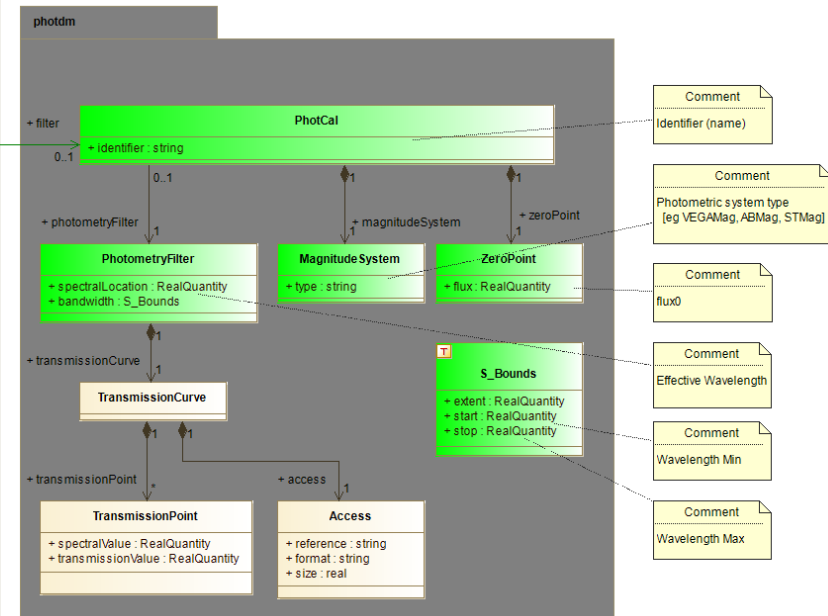 photdm
+ filter
0..1
PhotCal
+ identifier : string
0..1
1
1
+ photometryFilter
1
+ magnitudeSystem
1
+ zeroPoint
1
PhotometryFilter
+ spectralLocation : RealQuantity
+ bandwidth : S_Bounds
MagnitudeSystem
+ type : string
ZeroPoint
+ flux : RealQuantity
1
+ transmissionCurve
1
TransmissionCurve
T
S_Bounds
+ extent : RealQuantity
+ start : RealQuantity
+ stop : RealQuantity
1
1
+ transmissionPoint
*
+ access
1
TransmissionPoint
+ spectralValue : RealQuantity
+ transmissionValue : RealQuantity
Access
+ reference : string
+ format : string
+ size : real
Comment
Identifier (name)
Comment
Photometric system type
[eg VEGAMag, ABMag, STMag]
Comment
flux0
Comment
Effective Wavelength
Comment
Wavelength Min
Comment
Wavelength Max